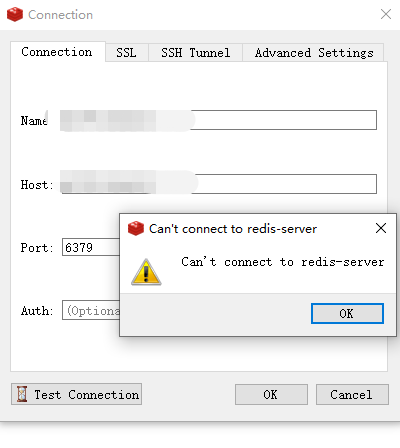 Connection
Connection SSL SSH Tunnel Advanced Settings
Name
Host:
Can't connect to redis-server
Port: 6379
Can't connect to redis-server
Auth: (Optiona
OK
Test Connection OK Cancel